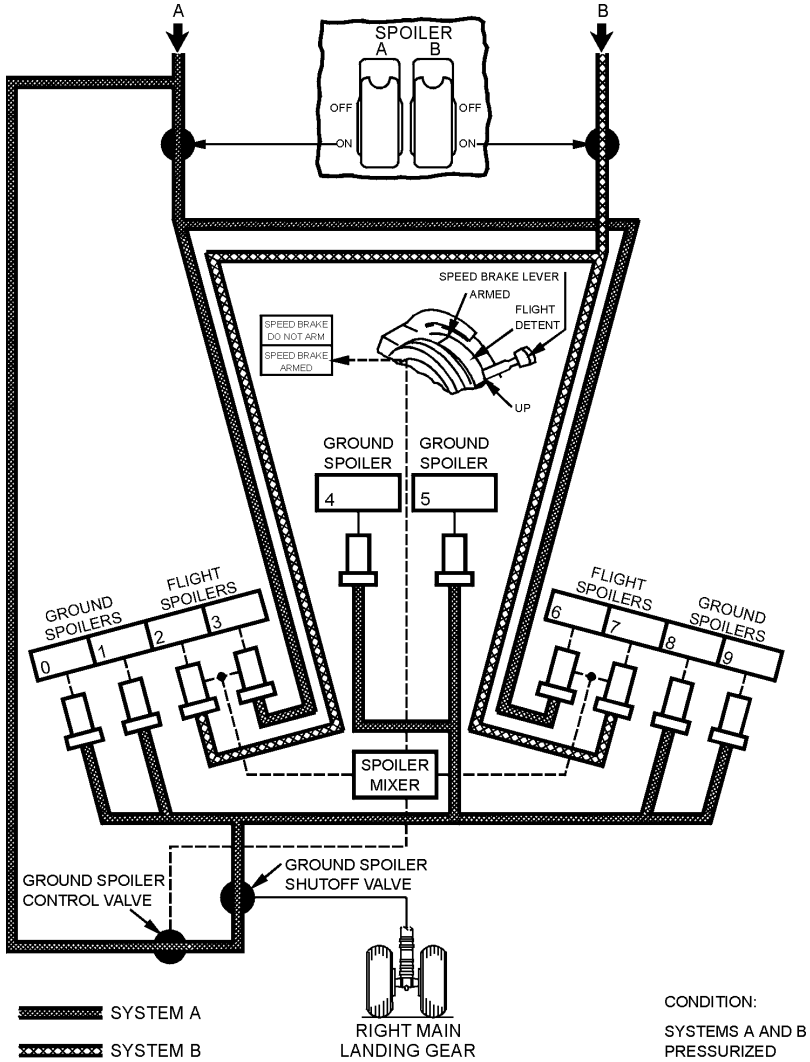 A
B
SPOILER
A B
OFF OFF
ON ON
SPEED BRAKE LEVER
ARMED
FLIGHT
DETENT
UP
SPEED BRAKE
DO NOT ARM
SPEED BRAKE
ARMED
GROUND
SPOILER
4
GROUND
SPOILER
5
GROUND
SPOILERS
FLIGHT
SPOILERS
0 1 2 3
FLIGHT
SPOILERS
GROUND
SPOILERS
6 7 8 9
SPOILER
MIXER
GROUND SPOILER
CONTROL VALVE
GROUND SPOILER
SHUTOFF VALVE
SYSTEM A
SYSTEM B
RIGHT MAIN
LANDING GEAR
CONDITION:
SYSTEMS A AND B
PRESSURIZED